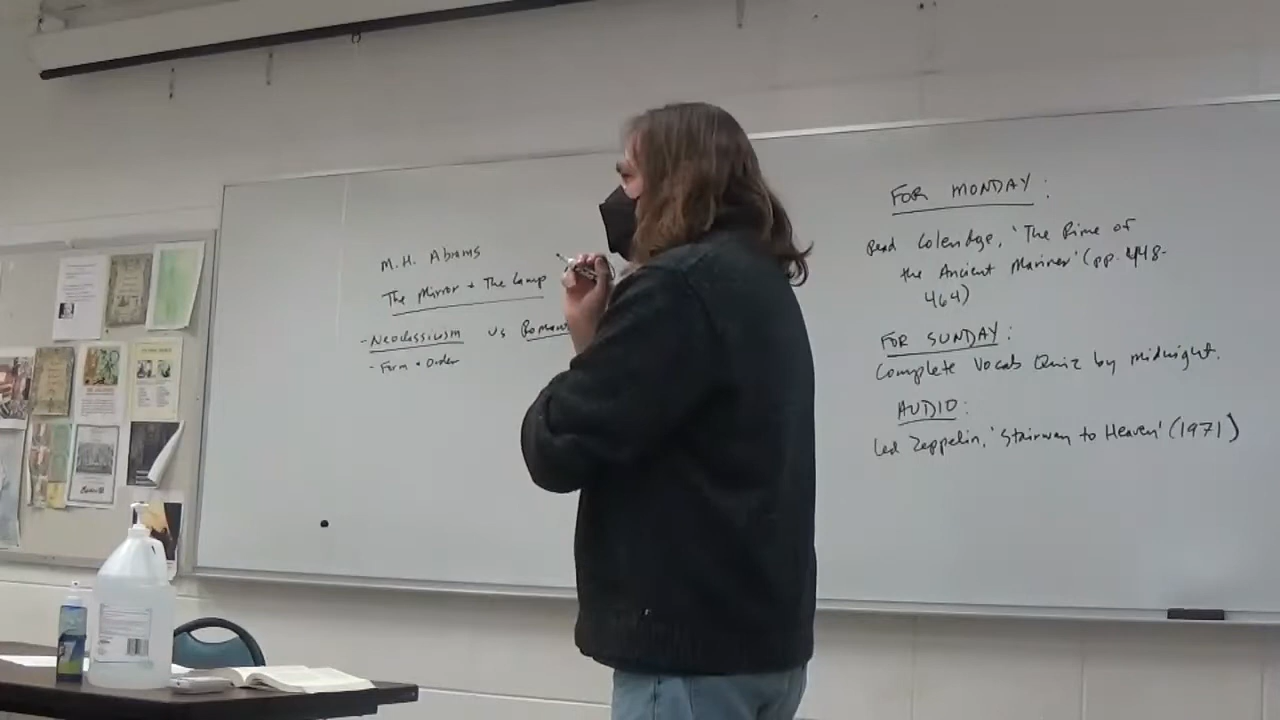 M.H. Abrams
The Mirror + The Lamp
- Neoclassicism vs Roman
- Form + Order
FOR MONDAY:
Read Coleridge, 'The Rime of
the Ancient Mariner' (pp. 448-
464)
FOR SUNDAY:
Complete Vocab Quiz by midnight.
AUDIO:
Led Zeppelin, 'Stairway to Heaven' (1971)